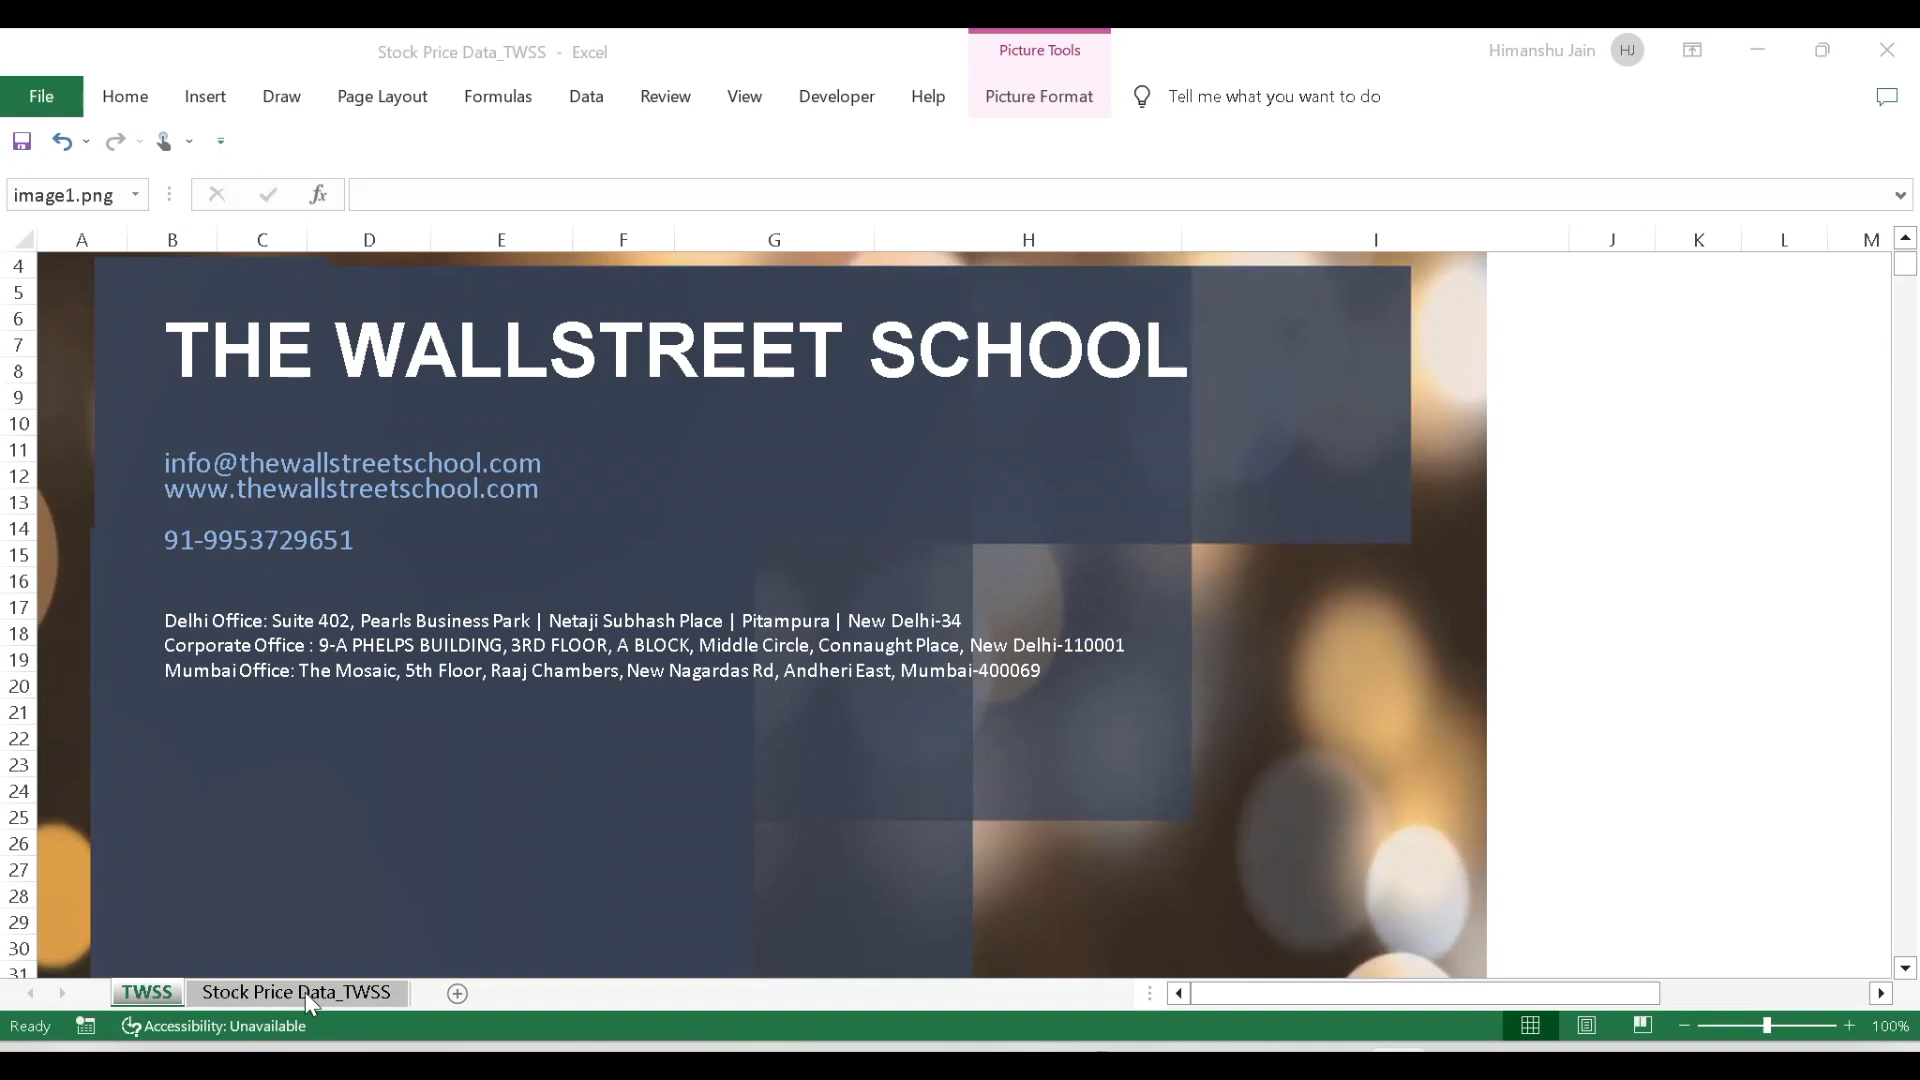 Stock Price Data_TWSS - Excel
Picture Tools
Himanshu Jain HJ
File Home Insert Draw Page Layout Formulas Data Review View Developer Help Picture Format Tell me what you want to do
image1.png fx
A B C D E F G H I J K L M
4
5
6
7
8
9
10
11
12
13
14
15
16
17
18
19
20
21
22
23
24
25
26
27
28
29
30
31
THE WALLSTREET SCHOOL
info@thewallstreetschool.com
www.thewallstreetschool.com
91-9953729651
Delhi Office: Suite 402, Pearls Business Park | Netaji Subhash Place | Pitampura | New Delhi-34
Corporate Office : 9-A PHELPS BUILDING, 3RD FLOOR, A BLOCK, Middle Circle, Connaught Place, New Delhi-110001
Mumbai Office: The Mosaic, 5th Floor, Raaj Chambers, New Nagardas Rd, Andheri East, Mumbai-400069
TWSS Stock Price Data_TWSS
Ready Accessibility: Unavailable 100%